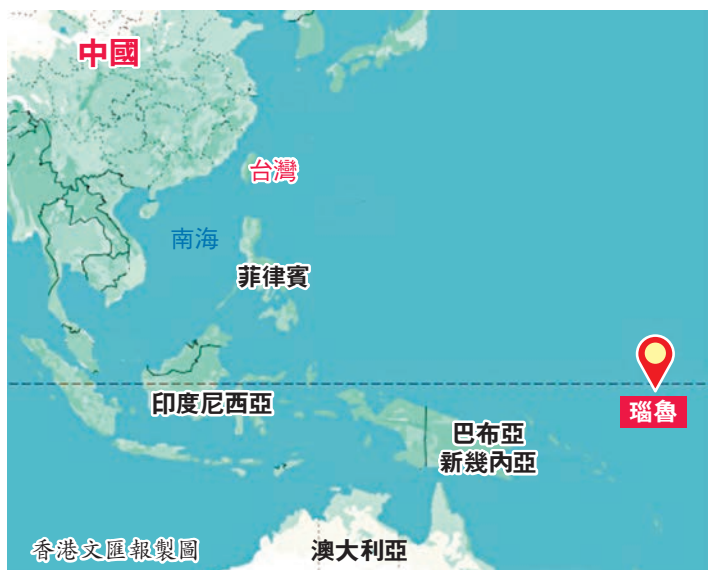 中國
台灣
南海
菲律賓
印度尼西亞
瑙魯
巴布亞
新幾內亞
香港文匯報製圖
澳大利亞